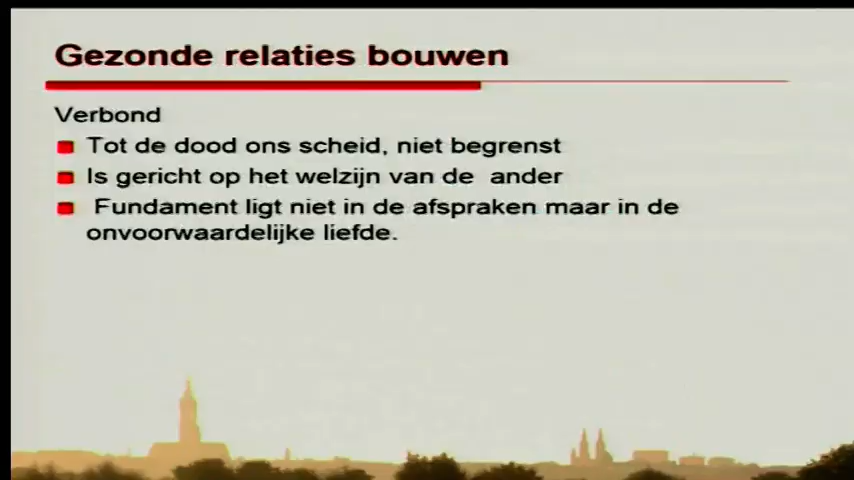 Gezonde relaties bouwen
Verbond
Tot de dood ons scheid, niet begrenst
Is gericht op het welzijn van de ander
Fundament ligt niet in de afspraken maar in de
onvoorwaardelijke liefde.